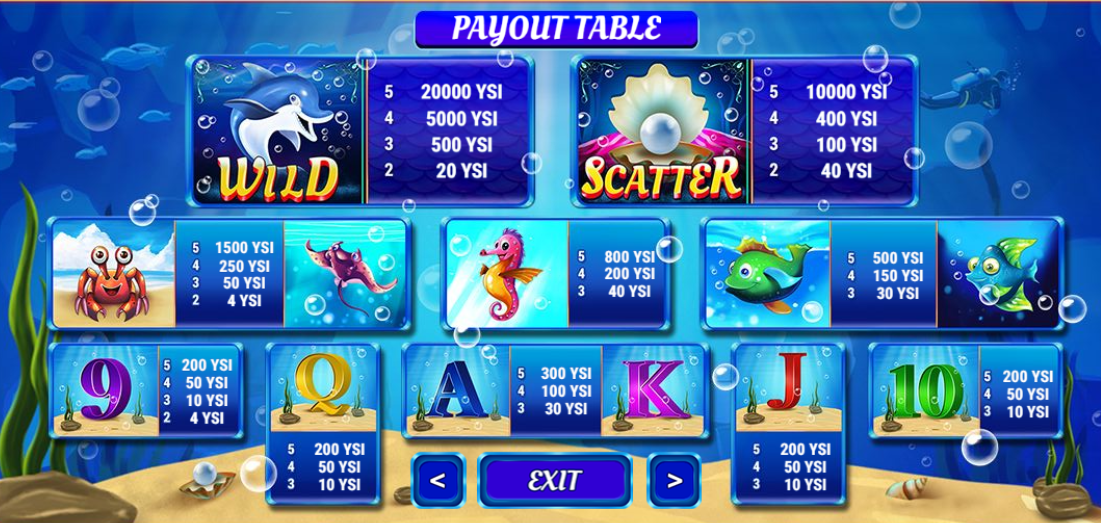 PAYOUT TABLE
WILD
5 20000 YSI
4 5000 YSI
3 500 YSI
2 20 YSI
SCATTER
5 10000 YSI
4 400 YSI
3 100 YSI
2 40 YSI
5 1500 YSI
4 250 YSI
3 50 YSI
2 4 YSI
5 800 YSI
4 200 YSI
3 40 YSI
5 500 YSI
4 150 YSI
3 30 YSI
9
5 200 YSI
4 50 YSI
3 10 YSI
2 4 YSI
Q
5 200 YSI
4 50 YSI
3 10 YSI
A
5 300 YSI
4 100 YSI
3 30 YSI
K
J
5 200 YSI
4 50 YSI
3 10 YSI
10
5 200 YSI
4 50 YSI
3 10 YSI
< EXIT >